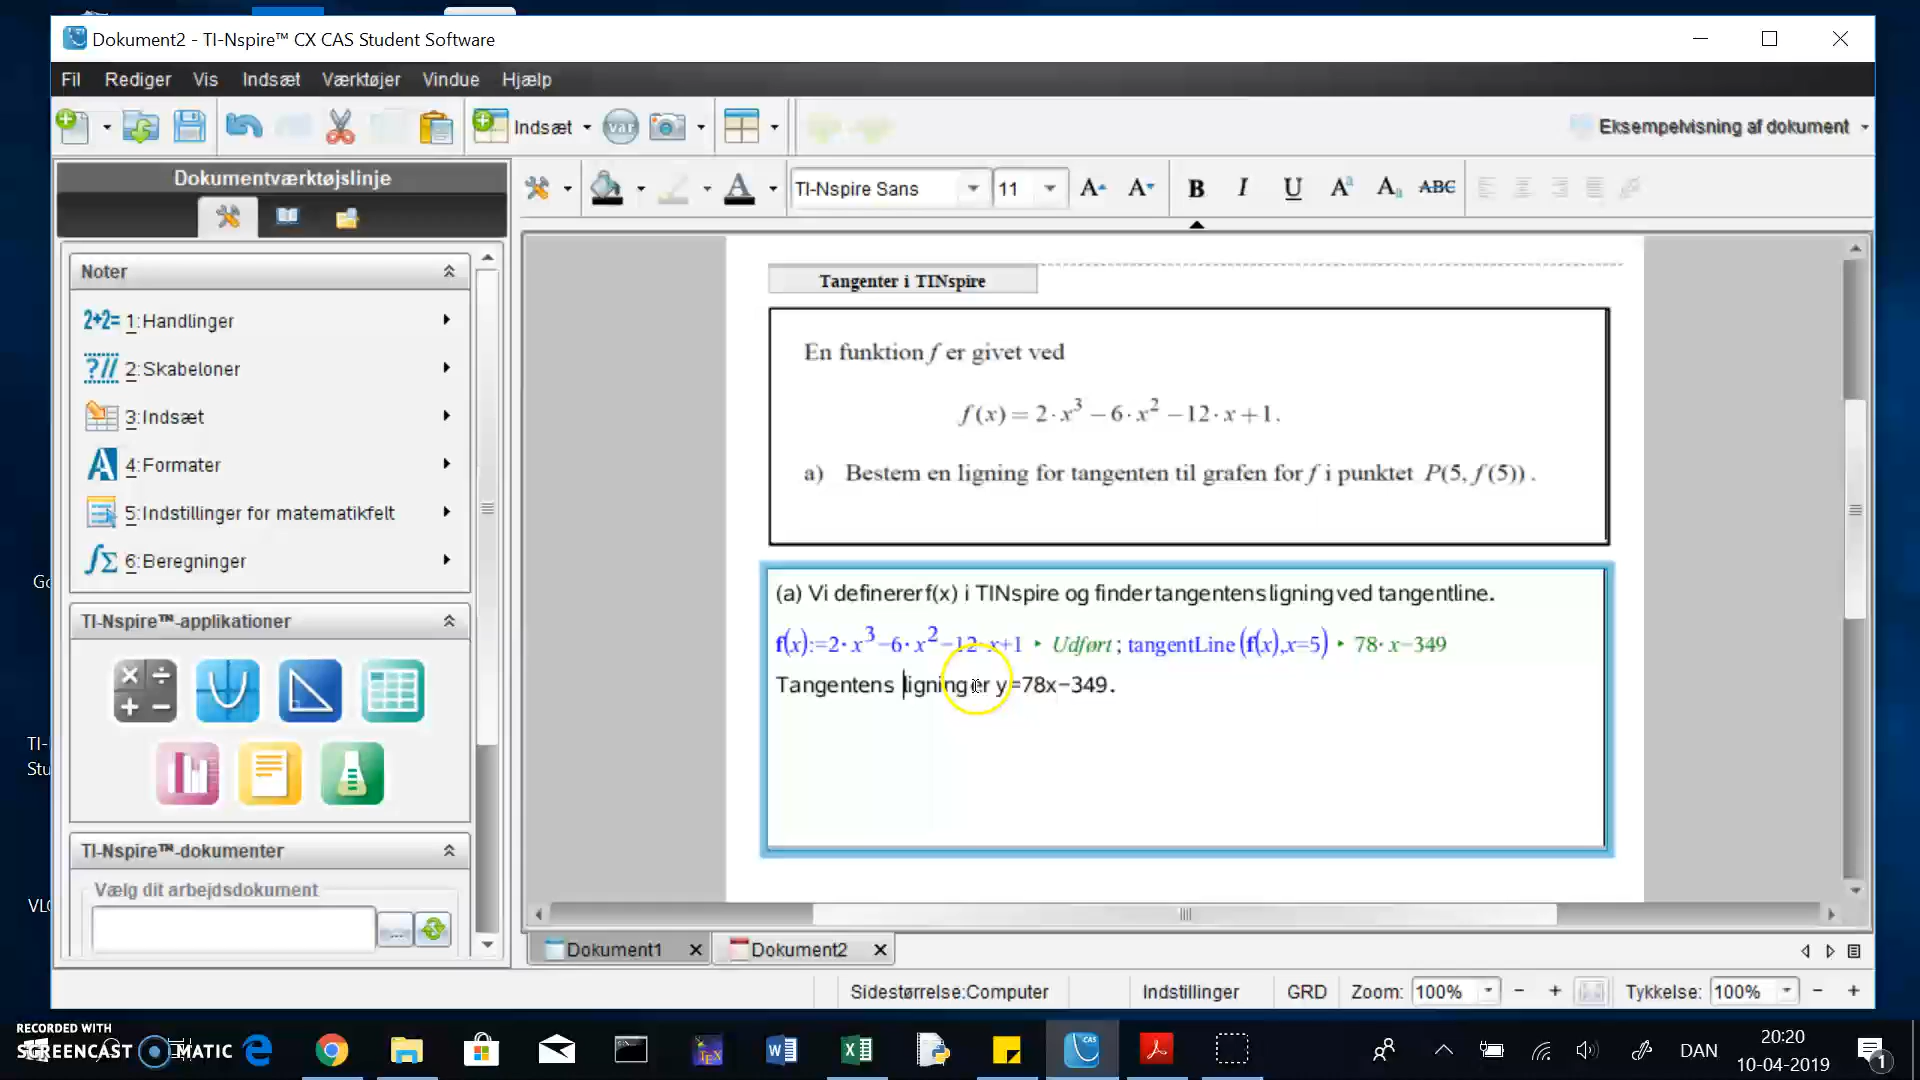 Dokument2 - TI-Nspire™ CX CAS Student Software
Fil Rediger Vis Indsæt Værktøjer Vindue Hjælp
Indsæt var Eksempelvisning af dokument
Dokumentværktøjslinje
TI-Nspire Sans 11 B I U ABC
Noter
1:Handlinger
2:Skabeloner
3:Indsæt
4:Formater
5:Indstillinger for matematikfelt
6:Beregninger
TI-Nspire™-applikationer
TI-Nspire™-dokumenter
Vælg dit arbejdsdokument
...
Tangenter i TINspire
En funktion f er givet ved
f(x) = 2·x³ − 6·x² − 12·x + 1.
a) Bestem en ligning for tangenten til grafen for f i punktet P(5, f(5)).
(a) Vi definerer f(x) i TINspire og finder tangentens ligning ved tangentline.
f(x):=2·x³−6·x²−12·x+1 ▸ Udført ; tangentLine(f(x),x=5) ▸ 78·x−349
Tangentens ligning er y=78x−349.
Dokument1 Dokument2
Sidestørrelse:Computer Indstillinger GRD Zoom: 100% − + Tykkelse: 100% − +
RECORDED WITH
SCREENCAST MATIC
CAS
DAN
20:20
10-04-2019
1